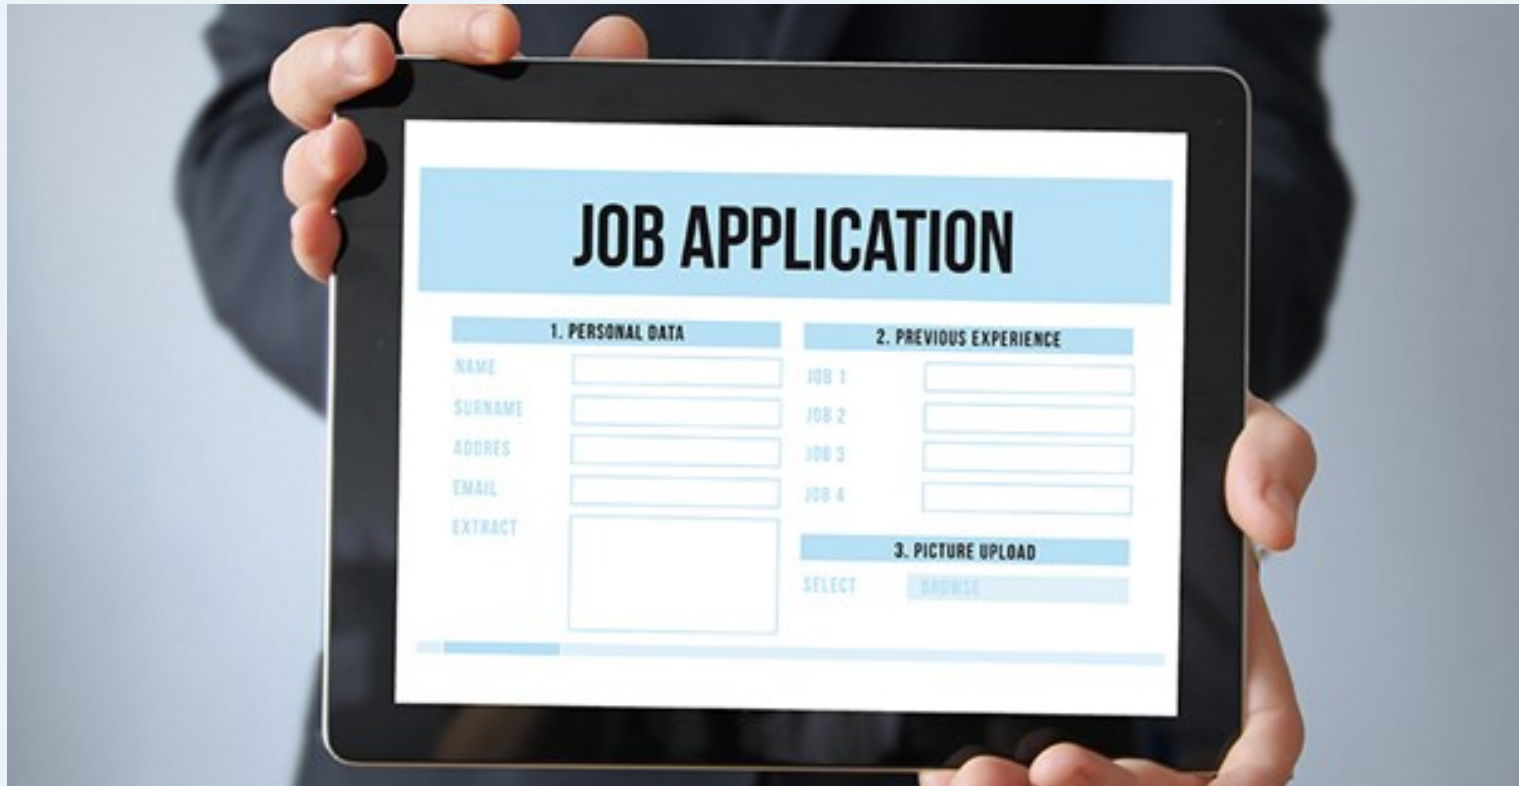 JOB APPLICATION
1. PERSONAL DATA
NAME
SURNAME
ADDRES
EMAIL
EXTRACT
2. PREVIOUS EXPERIENCE
JOB 1
JOB 2
JOB 3
JOB 4
3. PICTURE UPLOAD
SELECT
BROWSE